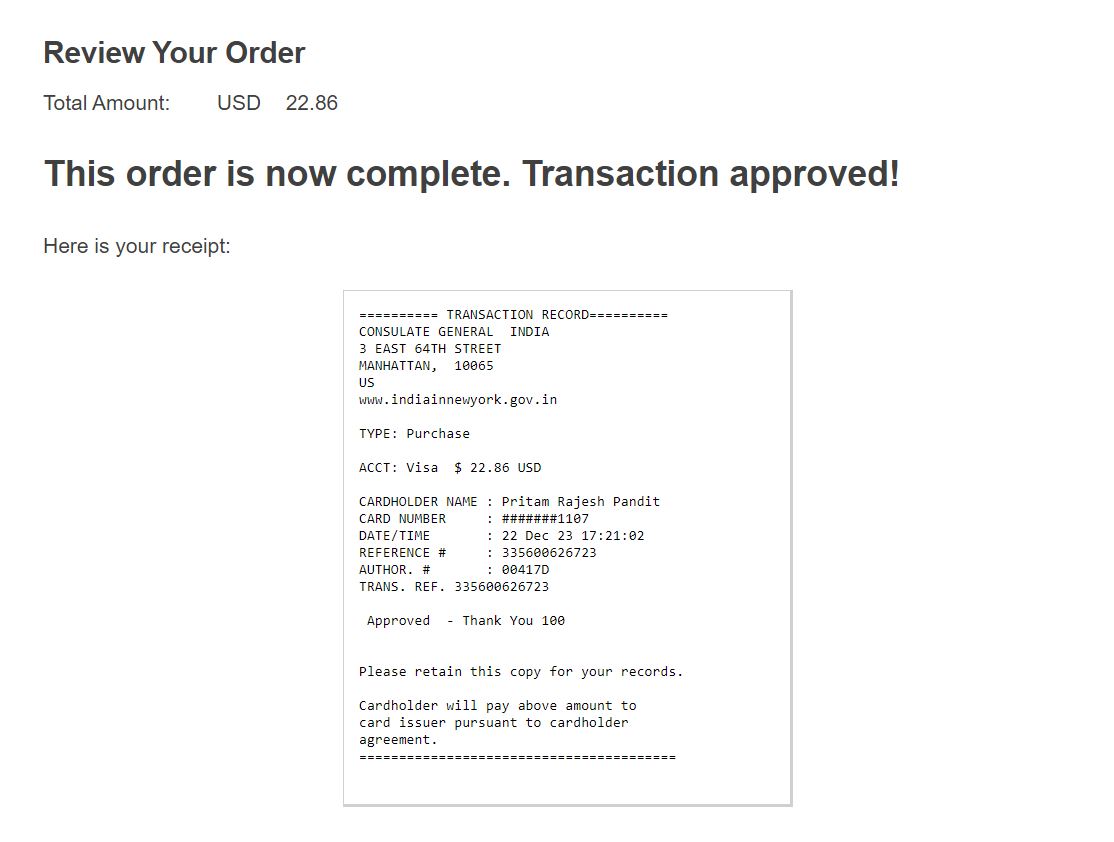 Review Your Order
Total Amount: USD 22.86
This order is now complete. Transaction approved!
Here is your receipt:
========== TRANSACTION RECORD==========
CONSULATE GENERAL  INDIA
3 EAST 64TH STREET
MANHATTAN,  10065
US
www.indiainnewyork.gov.in
TYPE: Purchase
ACCT: Visa  $ 22.86 USD
CARDHOLDER NAME : Pritam Rajesh Pandit
CARD NUMBER     : #######1107
DATE/TIME       : 22 Dec 23 17:21:02
REFERENCE #     : 335600626723
AUTHOR. #       : 00417D
TRANS. REF. 335600626723
Approved  - Thank You 100
Please retain this copy for your records.
Cardholder will pay above amount to
card issuer pursuant to cardholder
agreement.
========================================